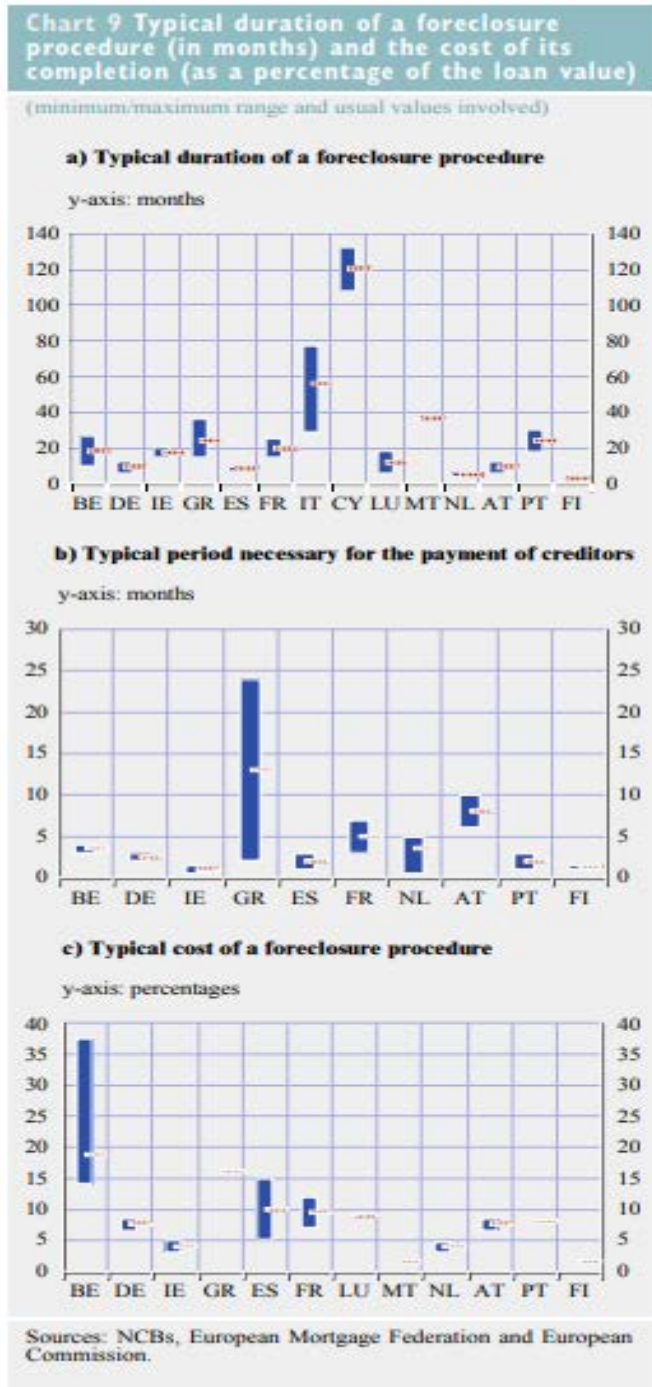 Chart 9 Typical duration of a foreclosure
procedure (in months) and the cost of its
completion (as a percentage of the loan value)
(minimum/maximum range and usual values involved)
a) Typical duration of a foreclosure procedure
y-axis: months
140 140
120 120
100 100
80 80
60 60
40 40
20 20
0 0
BE DE IE GR ES FR IT CY LU MT NL AT PT FI
b) Typical period necessary for the payment of creditors
y-axis: months
30 30
25 25
20 20
15 15
10 10
5 5
0 0
BE DE IE GR ES FR NL AT PT FI
c) Typical cost of a foreclosure procedure
y-axis: percentages
40 40
35 35
30 30
25 25
20 20
15 15
10 10
5 5
0 0
BE DE IE GR ES FR LU MT NL AT PT FI
Sources: NCBs, European Mortgage Federation and European
Commission.